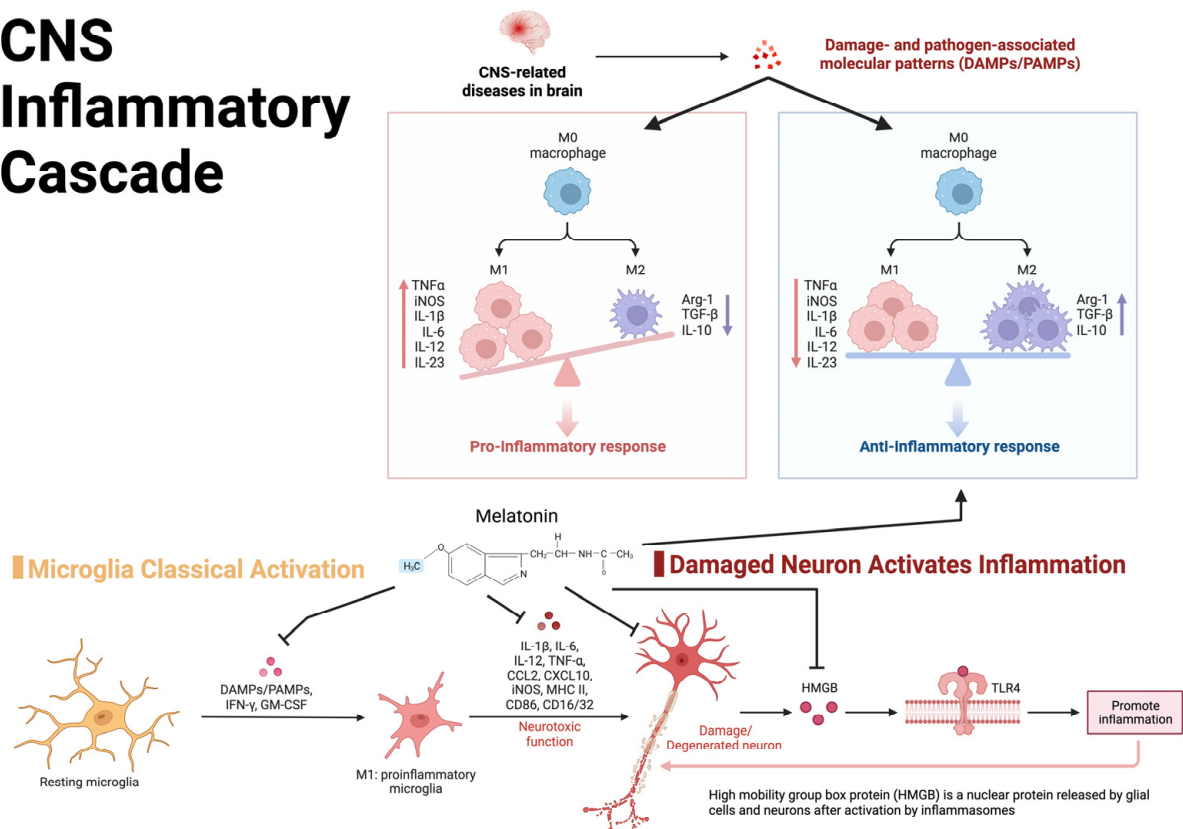 CNS
Inflammatory
Cascade
CNS-related
diseases in brain
Damage- and pathogen-associated
molecular patterns (DAMPs/PAMPs)
M0
macrophage
M1
M2
TNFα
iNOS
IL-1β
IL-6
IL-12
IL-23
Arg-1
TGF-β
IL-10
Pro-inflammatory response
M0
macrophage
M1
M2
TNFα
iNOS
IL-1β
IL-6
IL-12
IL-23
Arg-1
TGF-β
IL-10
Anti-inflammatory response
Melatonin
H₃C
O
N
CH₂
H
CH
NH
C
O
CH₃
Microglia Classical Activation
Damaged Neuron Activates Inflammation
DAMPs/PAMPs,
IFN-γ, GM-CSF
Resting microglia
M1: proinflammatory
microglia
IL-1β, IL-6,
IL-12, TNF-α,
CCL2, CXCL10,
iNOS, MHC II,
CD86, CD16/32
Neurotoxic
function
Damage/
Degenerated neuron
HMGB
TLR4
Promote
inflammation
High mobility group box protein (HMGB) is a nuclear protein released by glial
cells and neurons after activation by inflammasomes